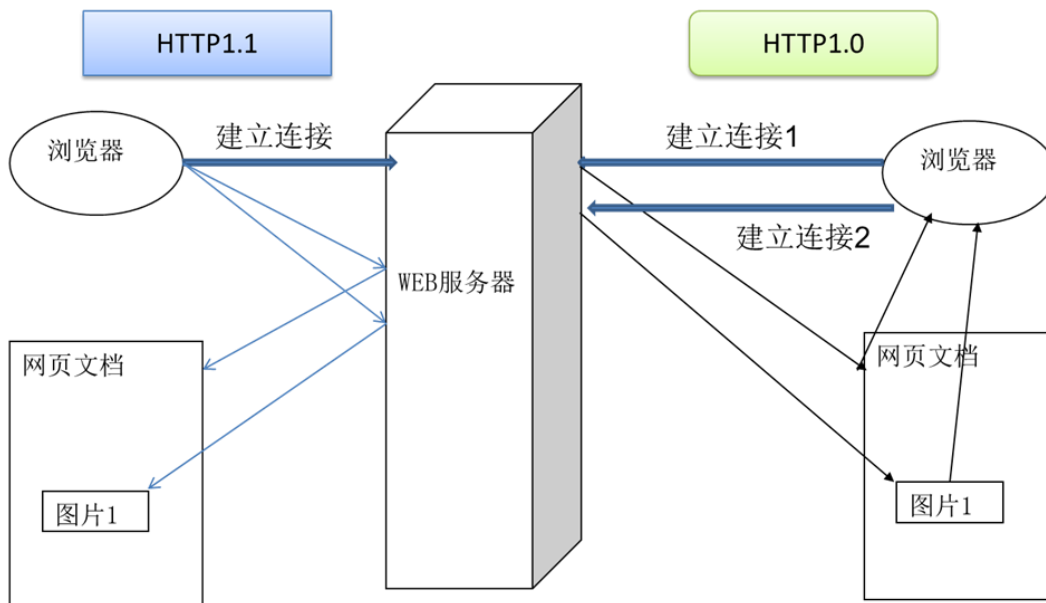 HTTP1.1
HTTP1.0
浏览器
建立连接
建立连接1
浏览器
建立连接2
WEB服务器
网页文档
网页文档
图片1
图片1